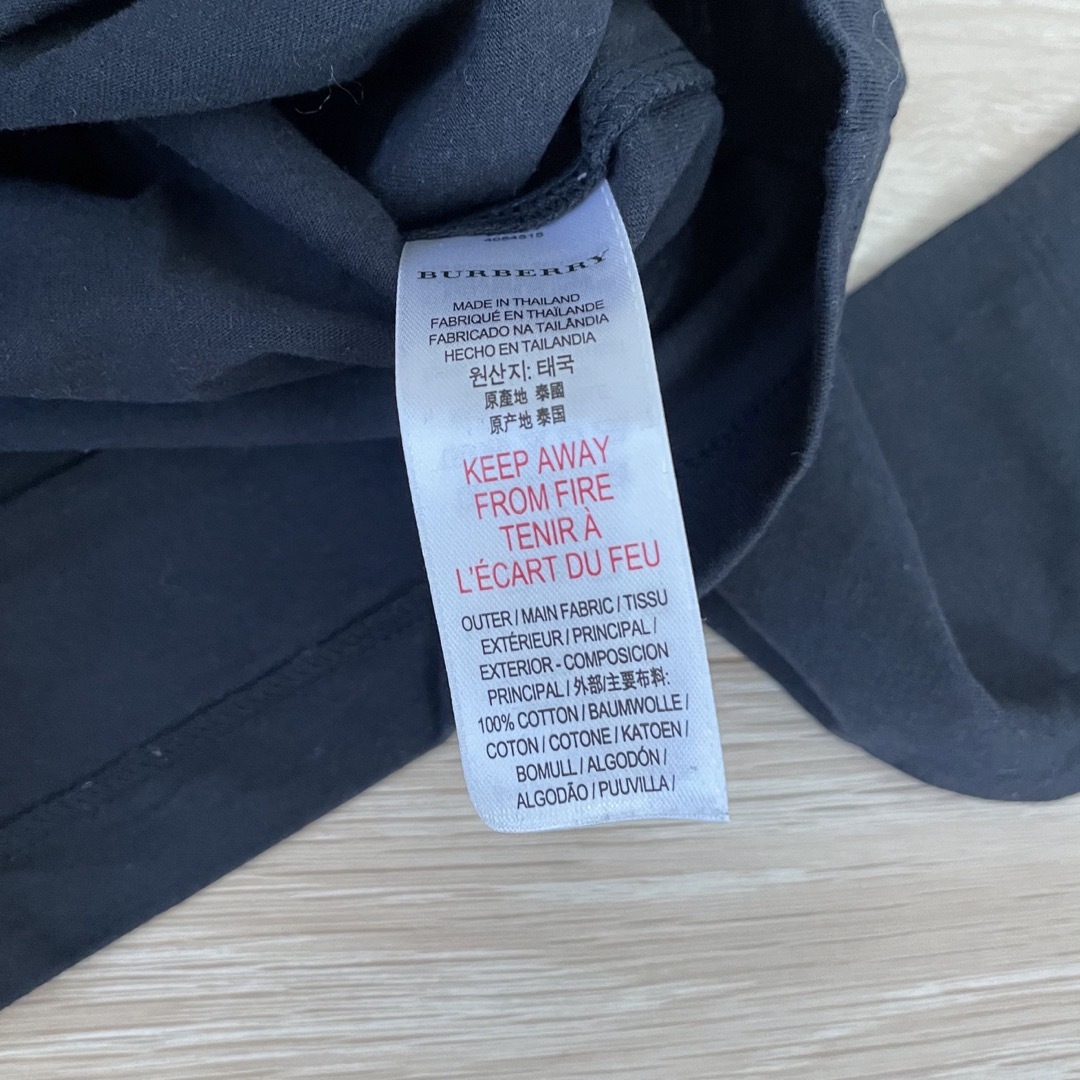 4064815
BURBERRY
MADE IN THAILAND
FABRIQUÉ EN THAÏLANDE
FABRICADO NA TAILÂNDIA
HECHO EN TAILANDIA
원산지: 태국
原產地 泰國
原产地 泰国
KEEP AWAY
FROM FIRE
TENIR À
L'ÉCART DU FEU
OUTER / MAIN FABRIC / TISSU
EXTÉRIEUR / PRINCIPAL /
EXTERIOR - COMPOSICION
PRINCIPAL / 外部/主要布料:
100% COTTON / BAUMWOLLE /
COTON / COTONE / KATOEN /
BOMULL / ALGODÓN /
ALGODÃO / PUUVILLA /